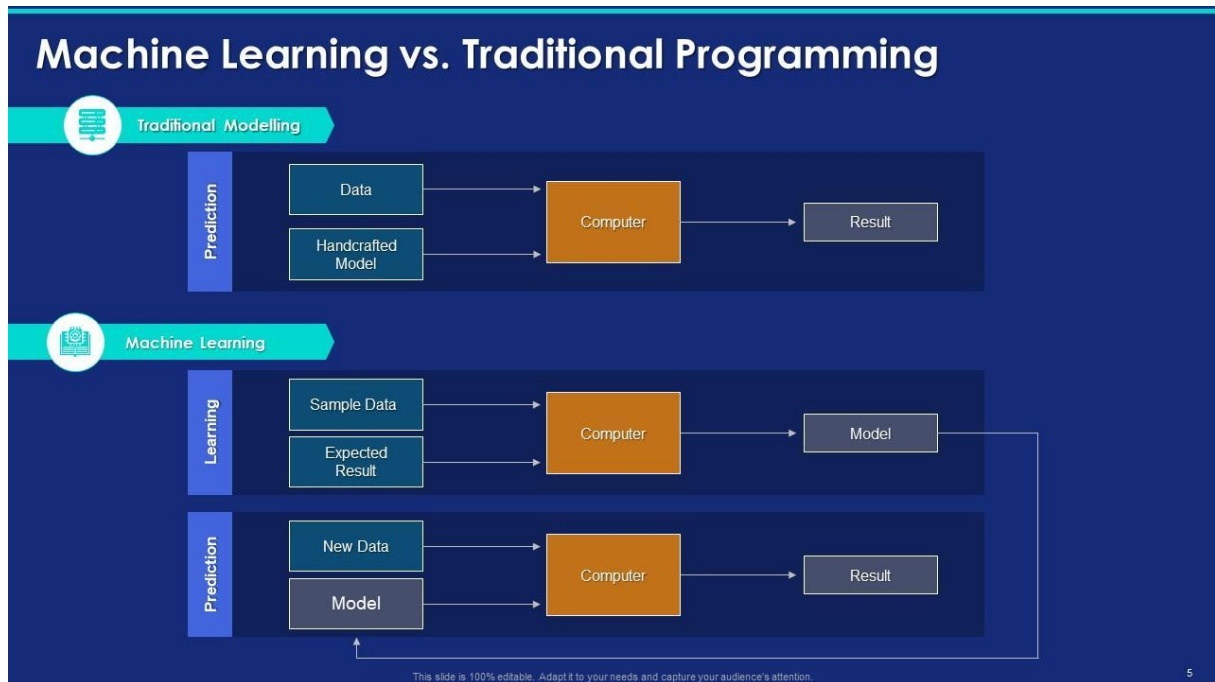 Machine Learning vs. Traditional Programming
Traditional Modelling
Prediction
Data
Handcrafted
Model
Computer
Result
Machine Learning
Learning
Sample Data
Expected
Result
Computer
Model
Prediction
New Data
Model
Computer
Result
This slide is 100% editable. Adapt it to your needs and capture your audience's attention.
5